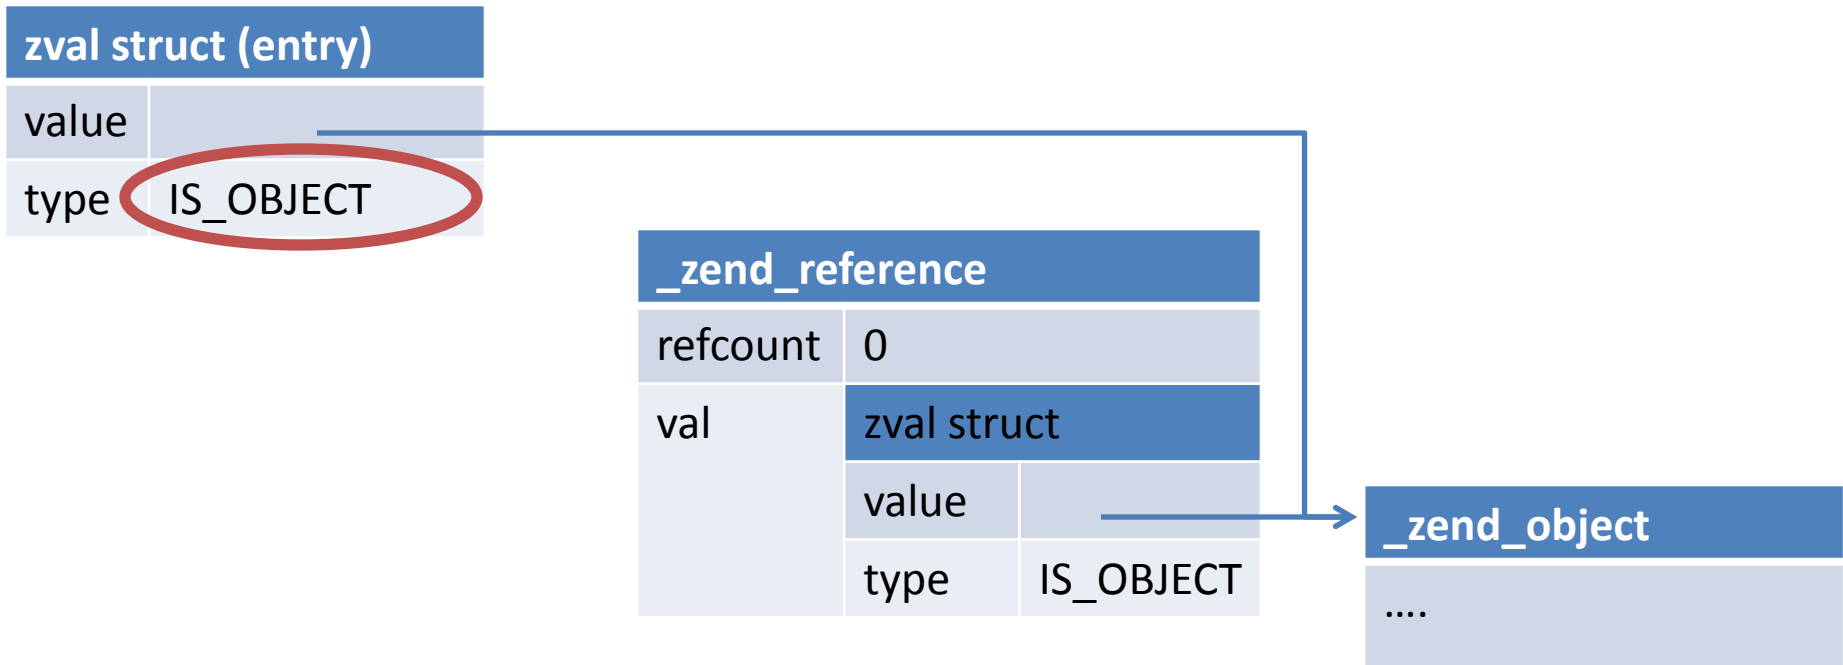 zval struct (entry)
value
type IS_OBJECT
_zend_reference
refcount 0
val zval struct
value
type IS_OBJECT
_zend_object
....